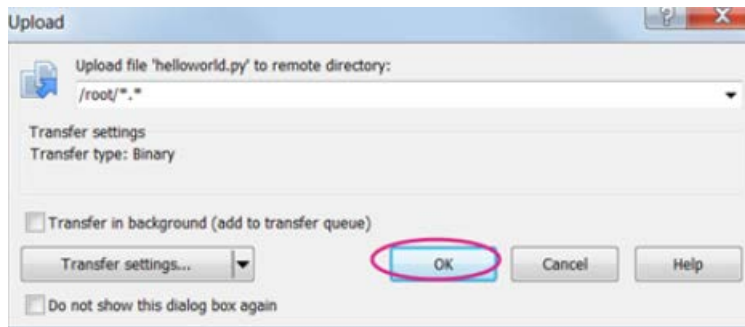 Upload
Upload file 'helloworld.py' to remote directory:
/root/*.*
Transfer settings
Transfer type: Binary
Transfer in background (add to transfer queue)
Transfer settings... OK Cancel Help
Do not show this dialog box again